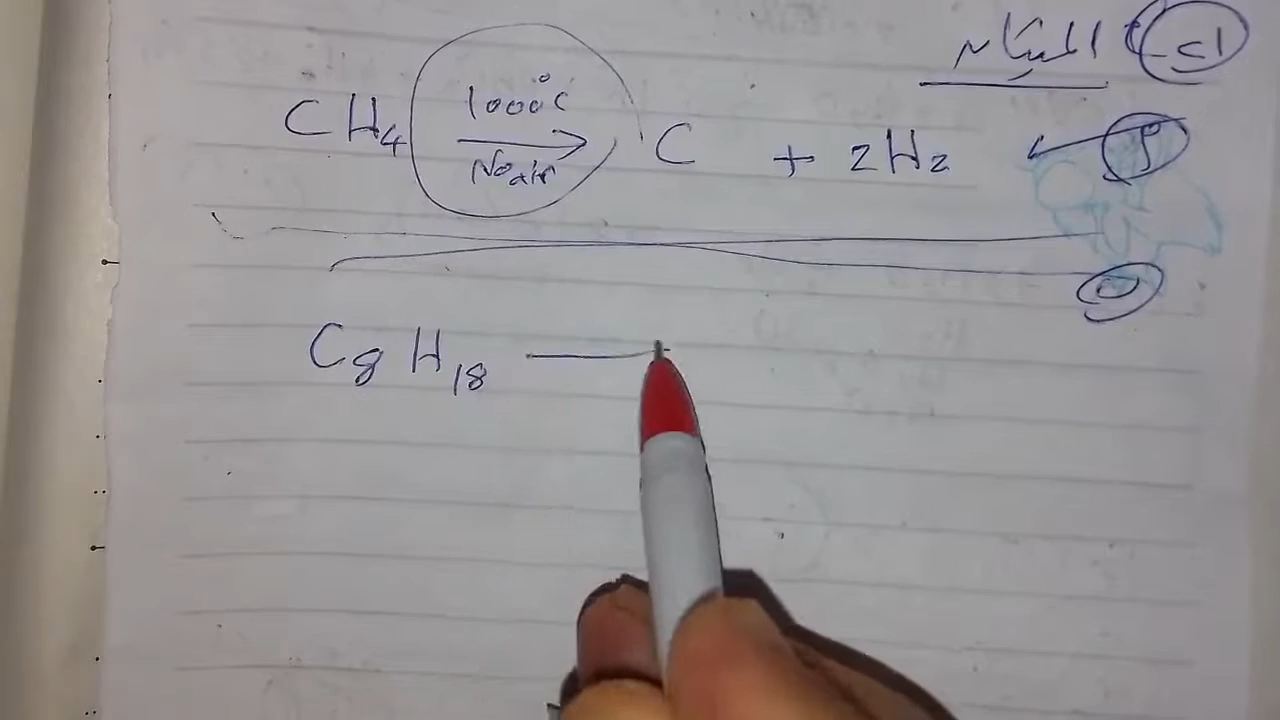 الميثان
1000°C
CH₄ → C + 2H₂
No air
C₈H₁₈